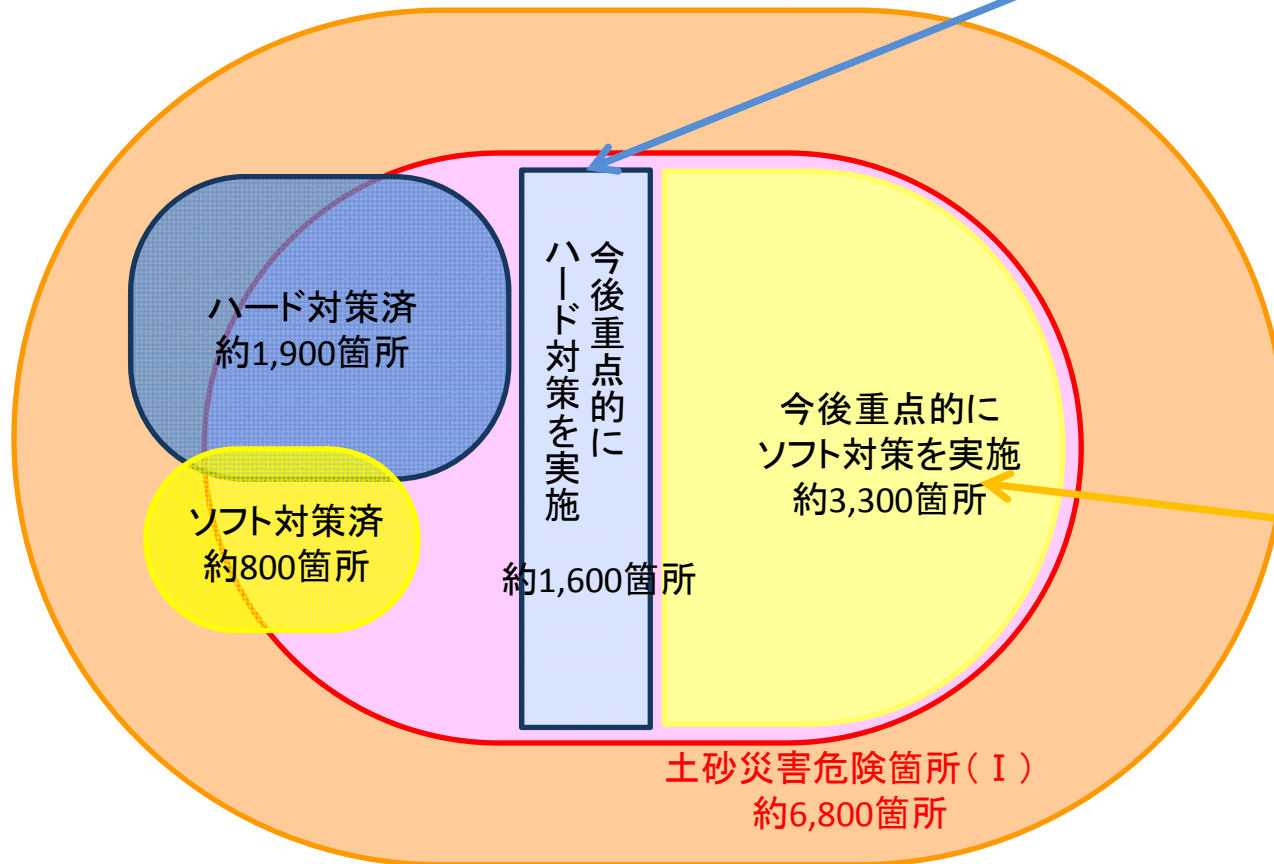 ハード対策済
約1,900箇所
ソフト対策済
約800箇所
今後重点的に
ハード対策を実施
約1,600箇所
今後重点的に
ソフト対策を実施
約3,300箇所
土砂災害危険箇所(Ⅰ)
約6,800箇所